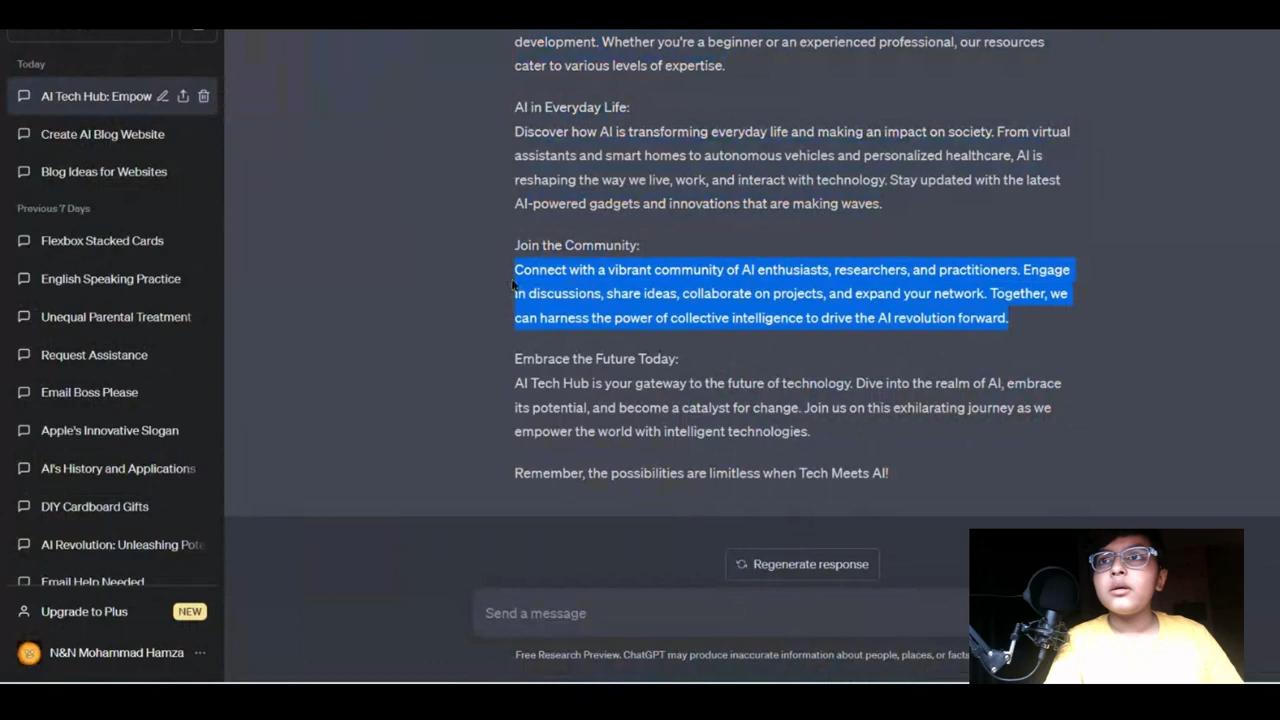 Today
AI Tech Hub: Empow
Create AI Blog Website
Blog Ideas for Websites
Previous 7 Days
Flexbox Stacked Cards
English Speaking Practice
Unequal Parental Treatment
Request Assistance
Email Boss Please
Apple's Innovative Slogan
AI's History and Applications
DIY Cardboard Gifts
AI Revolution: Unleashing Pote
Email Help Needed
Upgrade to Plus NEW
N&N Mohammad Hamza
development. Whether you're a beginner or an experienced professional, our resources
cater to various levels of expertise.
AI in Everyday Life:
Discover how AI is transforming everyday life and making an impact on society. From virtual
assistants and smart homes to autonomous vehicles and personalized healthcare, AI is
reshaping the way we live, work, and interact with technology. Stay updated with the latest
AI-powered gadgets and innovations that are making waves.
Join the Community:
Connect with a vibrant community of AI enthusiasts, researchers, and practitioners. Engage
in discussions, share ideas, collaborate on projects, and expand your network. Together, we
can harness the power of collective intelligence to drive the AI revolution forward.
Embrace the Future Today:
AI Tech Hub is your gateway to the future of technology. Dive into the realm of AI, embrace
its potential, and become a catalyst for change. Join us on this exhilarating journey as we
empower the world with intelligent technologies.
Remember, the possibilities are limitless when Tech Meets AI!
Regenerate response
Send a message
Free Research Preview. ChatGPT may produce inaccurate information about people, places, or facts